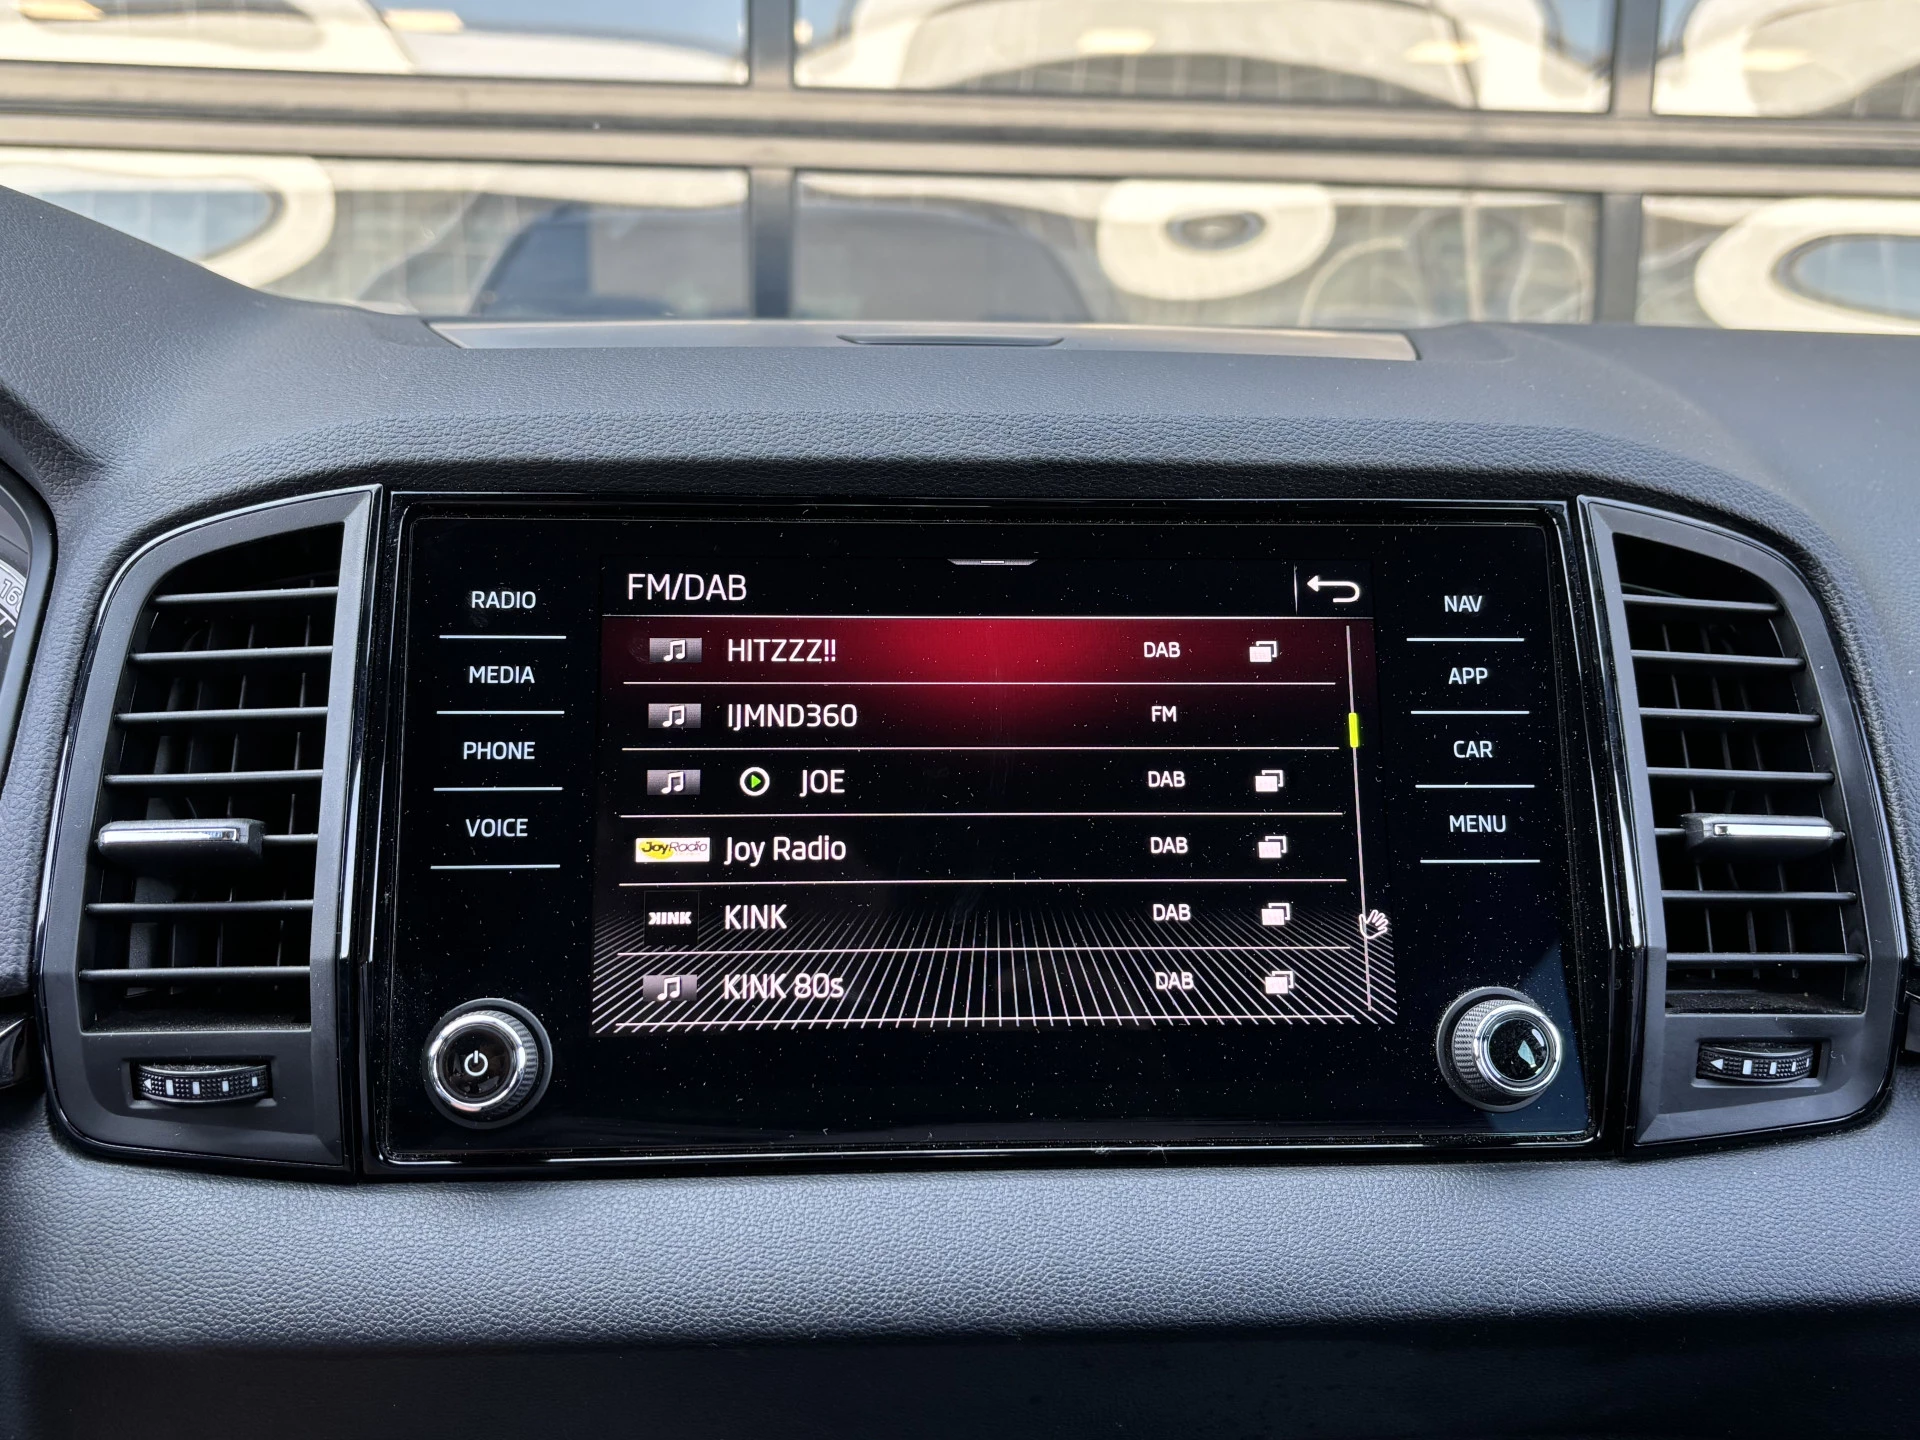 FM/DAB
RADIO
MEDIA
PHONE
VOICE
HITZZZ!! DAB
IJMND360 FM
JOE DAB
JoyRadio Joy Radio DAB
KINK KINK DAB
KINK 80s DAB
NAV
APP
CAR
MENU